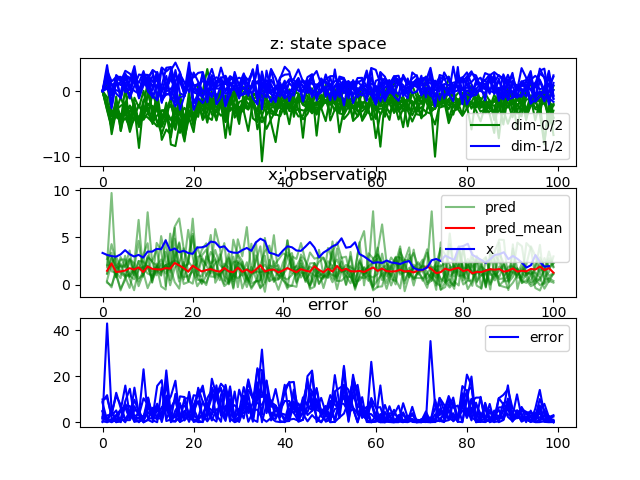 z: state space
0
−10
dim-0/2
dim-1/2
0 20 40 60 80 100
x: observation
10
5
0
pred
pred_mean
x
0 20 40 60 80 100
error
40
20
0
error
0 20 40 60 80 100